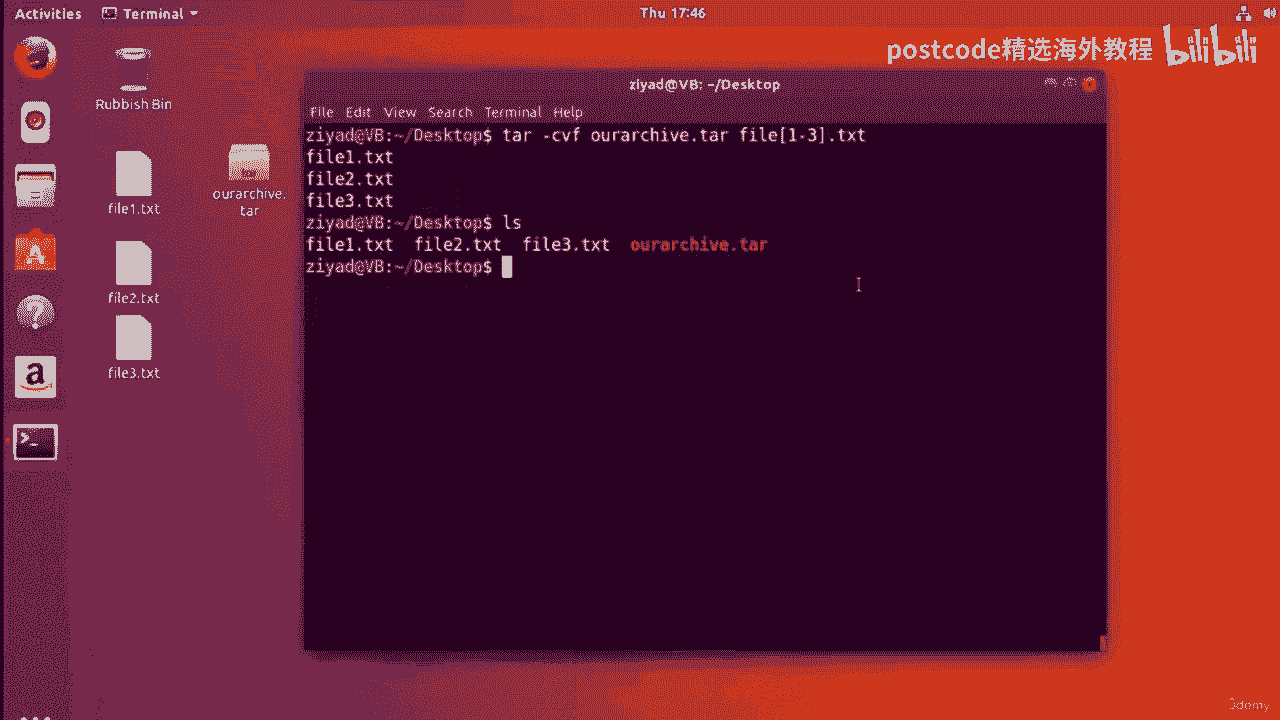 Activities Terminal Thu 17:46
postcode精选海外教程 bilibili
Rubbish Bin
file1.txt
ourarchive.
tar
file2.txt
file3.txt
ziyad@VB: ~/Desktop
File Edit View Search Terminal Help
ziyad@VB:~/Desktop$ tar -cvf ourarchive.tar file[1-3].txt
file1.txt
file2.txt
file3.txt
ziyad@VB:~/Desktop$ ls
file1.txt file2.txt file3.txt ourarchive.tar
ziyad@VB:~/Desktop$
Udemy